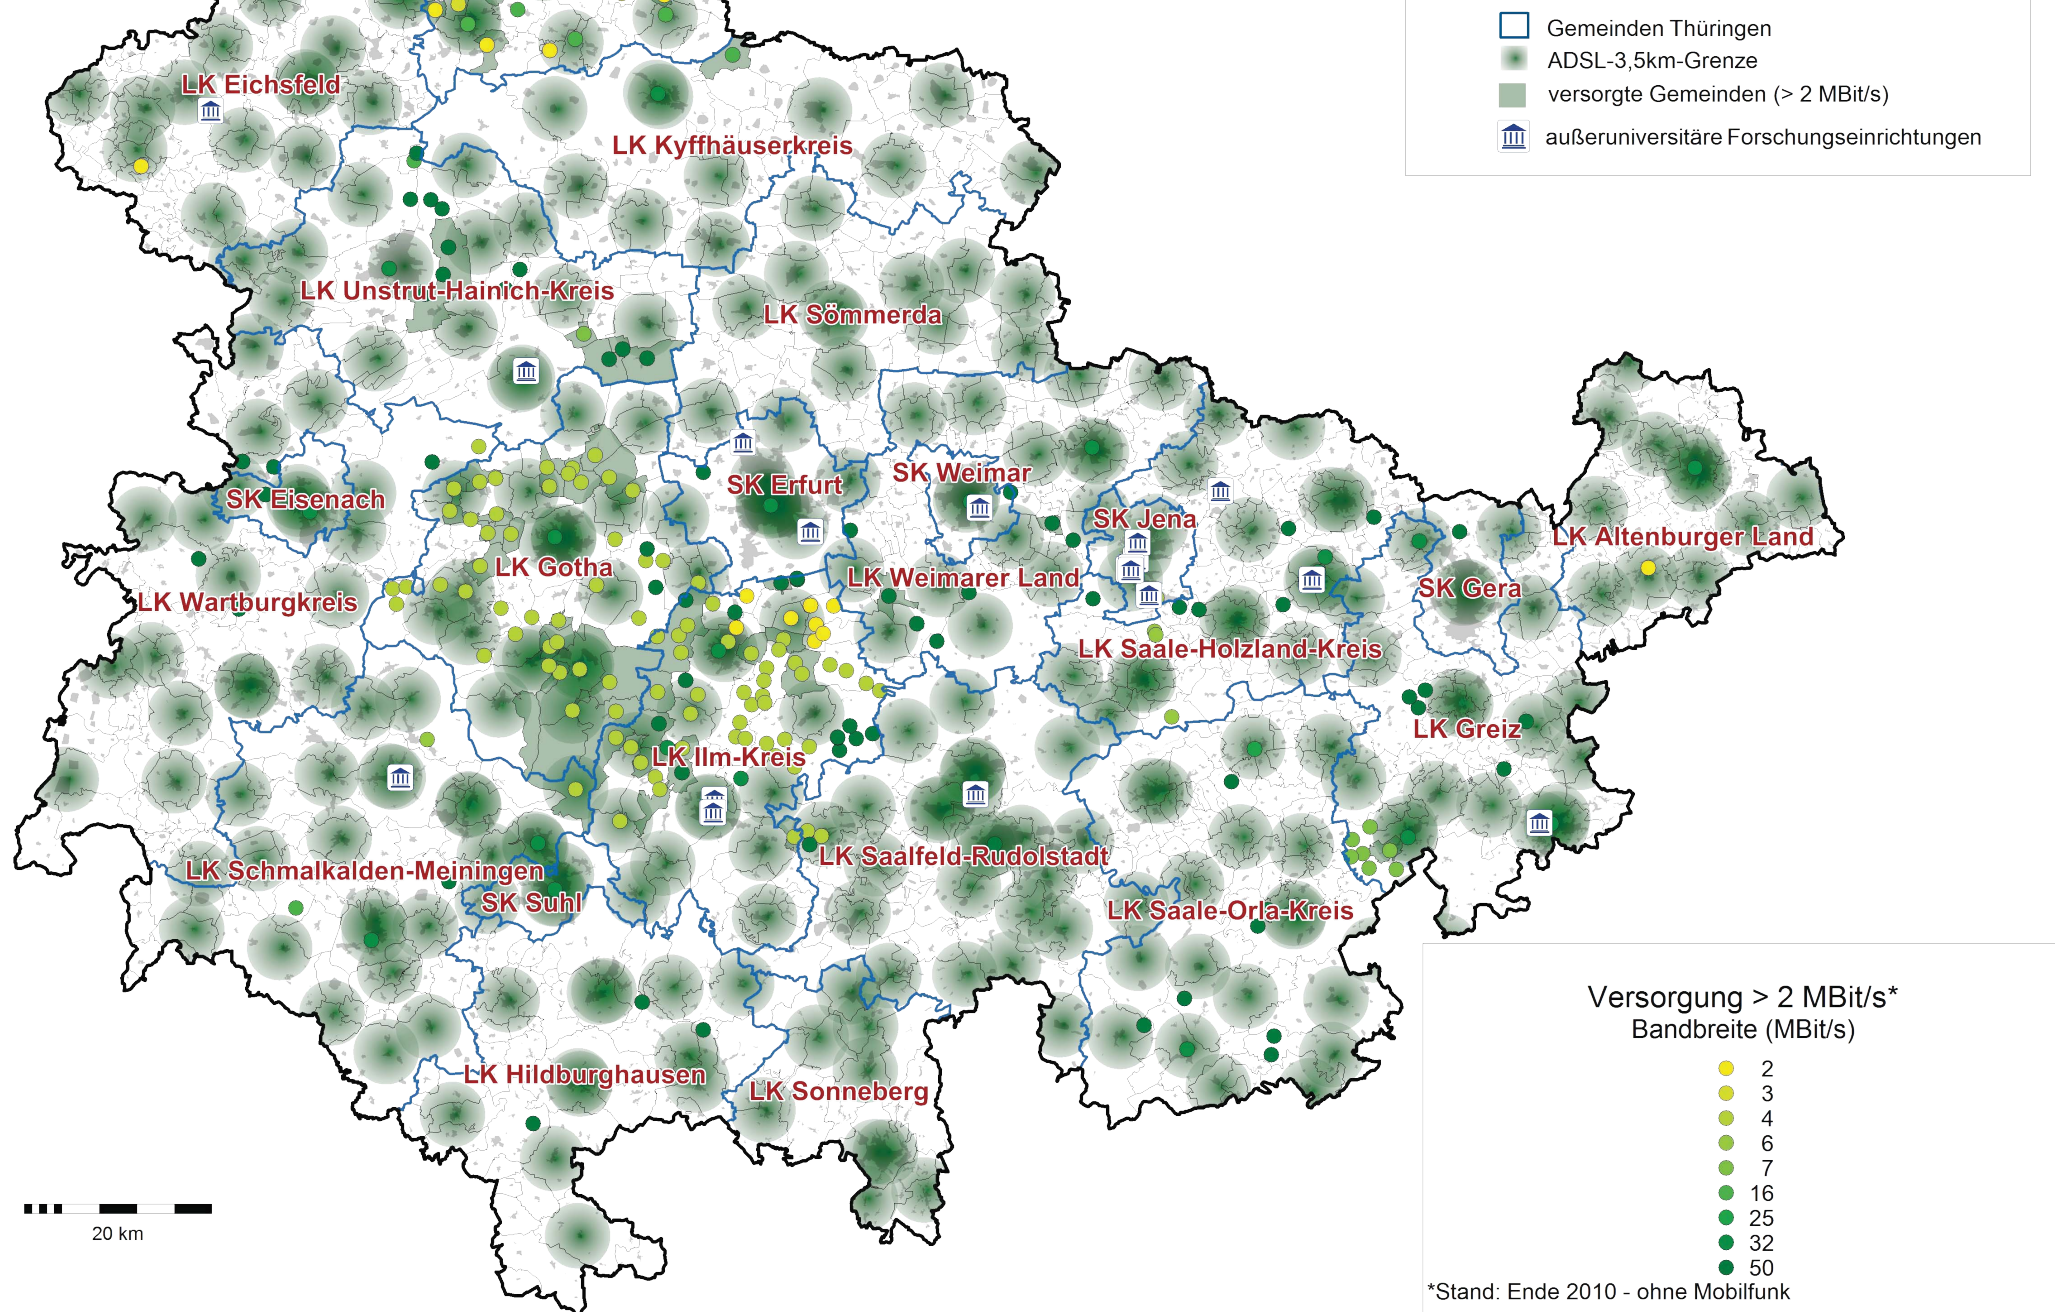 Gemeinden Thüringen
ADSL-3,5km-Grenze
versorgte Gemeinden (> 2 MBit/s)
außeruniversitäre Forschungseinrichtungen
LK Eichsfeld
LK Kyffhäuserkreis
LK Unstrut-Hainich-Kreis
LK Sömmerda
SK Eisenach
SK Erfurt
SK Weimar
SK Jena
LK Altenburger Land
LK Gotha
LK Weimarer Land
SK Gera
LK Wartburgkreis
LK Saale-Holzland-Kreis
LK Greiz
LK Ilm-Kreis
LK Schmalkalden-Meiningen
LK Saalfeld-Rudolstadt
SK Suhl
LK Saale-Orla-Kreis
LK Hildburghausen
LK Sonneberg
20 km
Versorgung > 2 MBit/s*
Bandbreite (MBit/s)
2
3
4
6
7
16
25
32
50
*Stand: Ende 2010 - ohne Mobilfunk